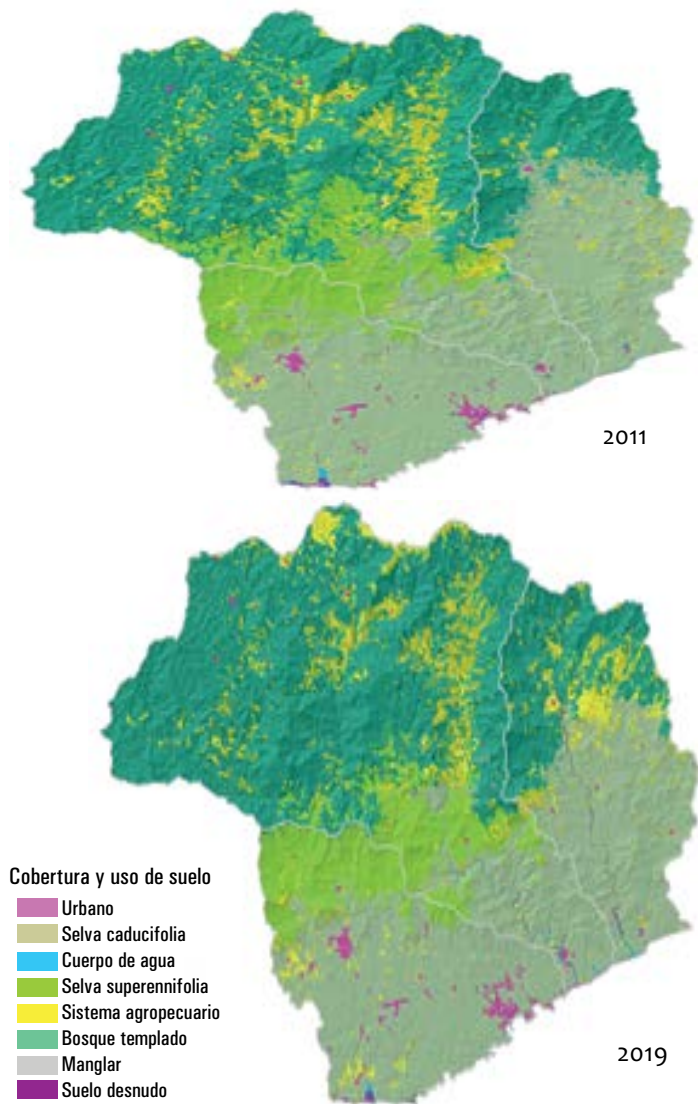 2011
Cobertura y uso de suelo
Urbano
Selva caducifolia
Cuerpo de agua
Selva superennifolia
Sistema agropecuario
Bosque templado
Manglar
Suelo desnudo
2019